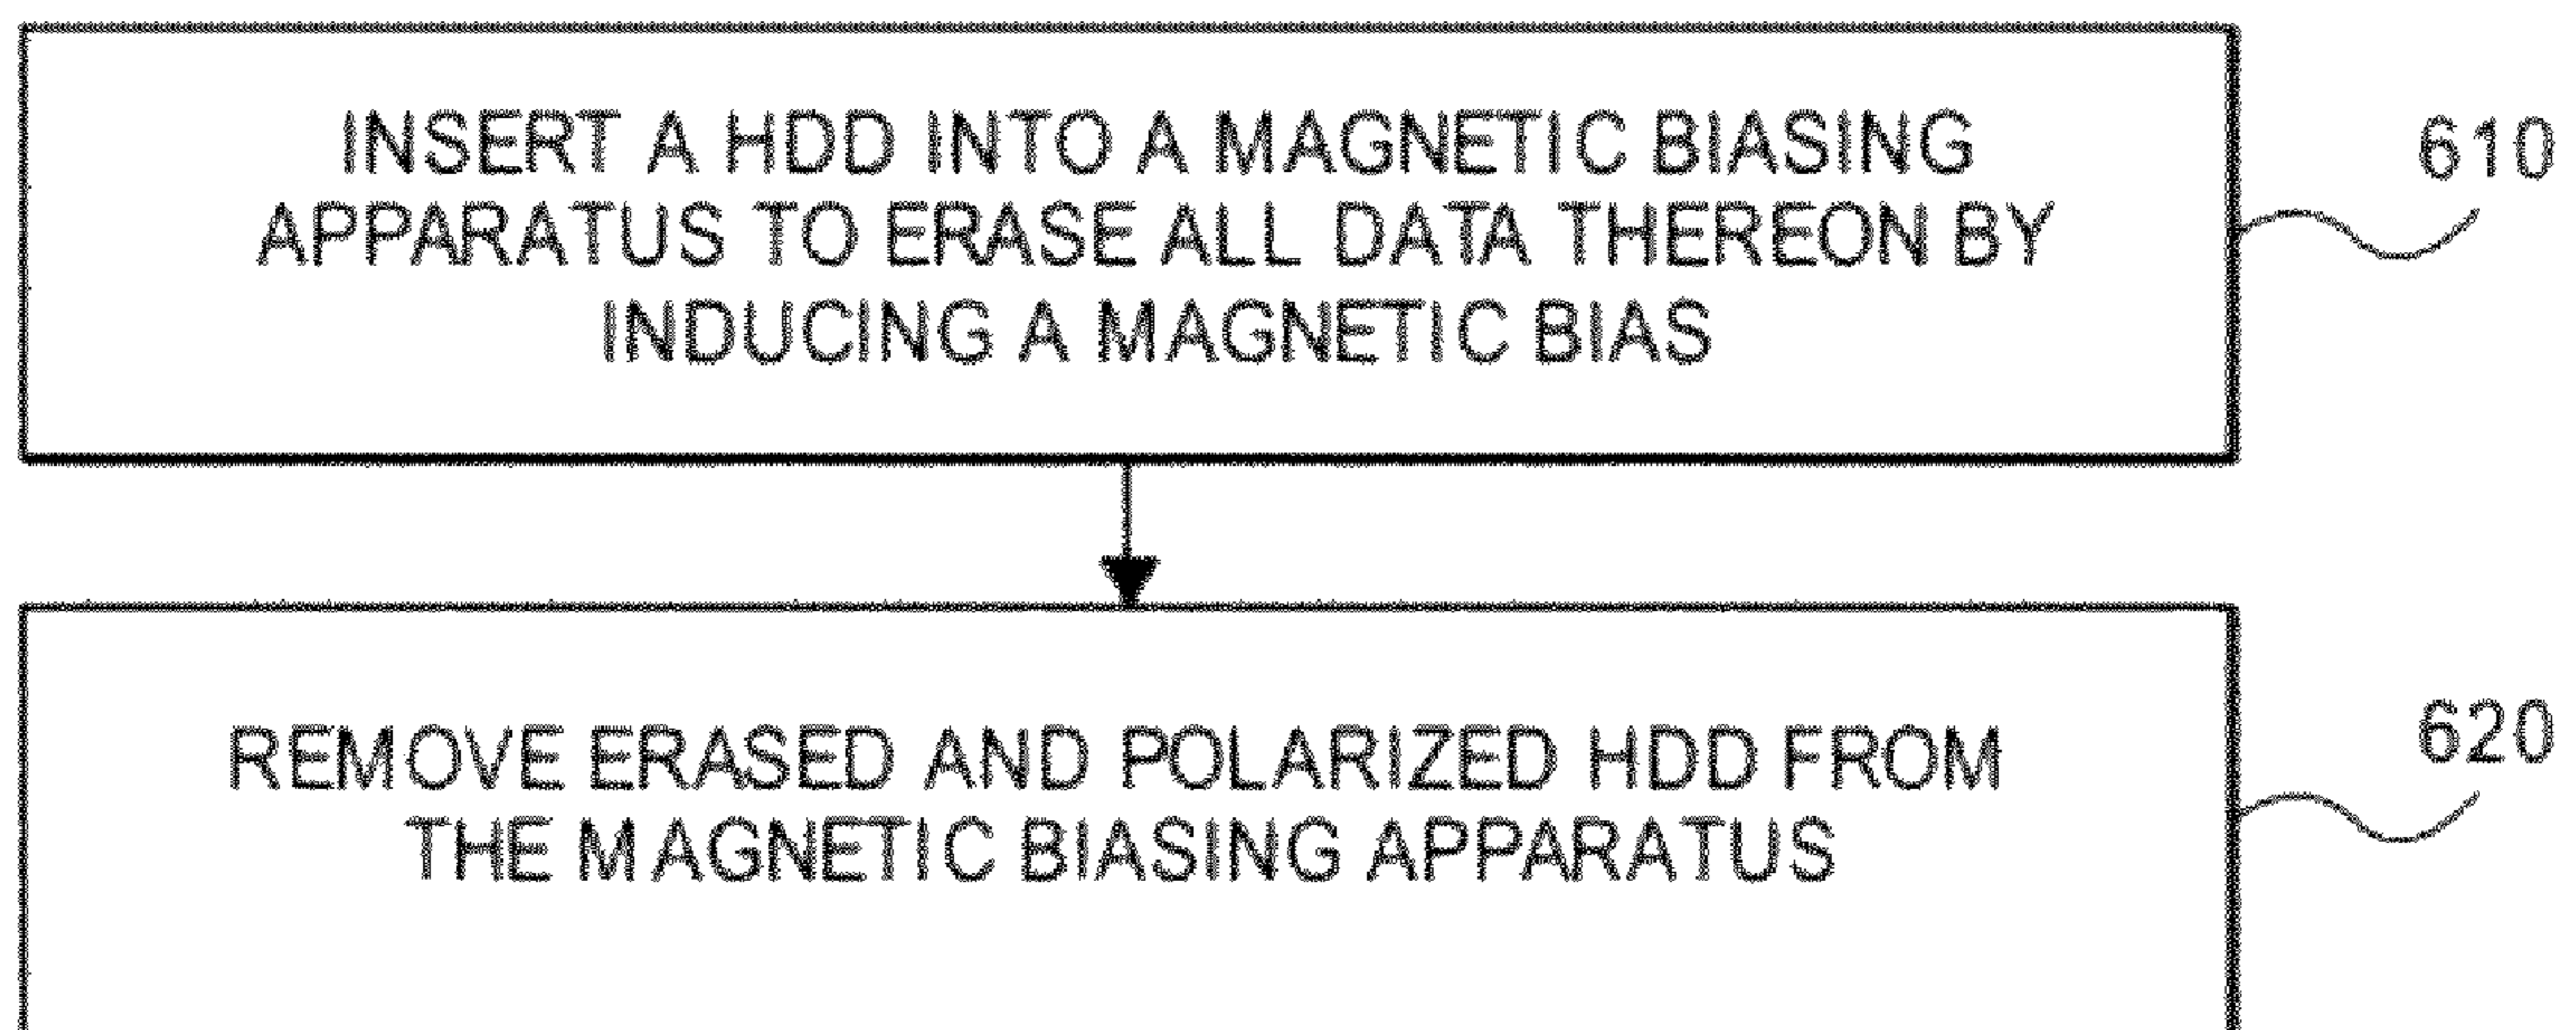 INSERT A HDD INTO A MAGNETIC BIASING
APPARATUS TO ERASE ALL DATA THEREON BY
INDUCING A MAGNETIC BIAS
610
REMOVE ERASED AND POLARIZED HDD FROM
THE MAGNETIC BIASING APPARATUS
620